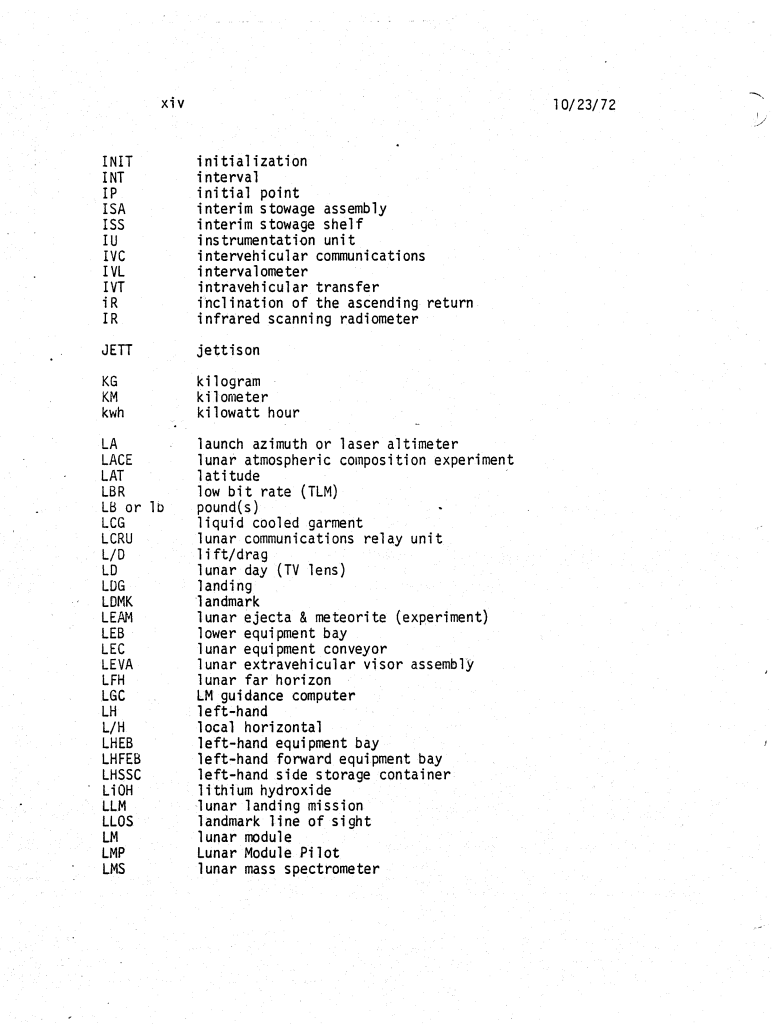 xiv 10/23/72
INIT initialization
INT interval
IP initial point
ISA interim stowage assembly
ISS interim stowage shelf
IU instrumentation unit
IVC intervehicular communications
IVL intervalometer
IVT intravehicular transfer
iR inclination of the ascending return
IR infrared scanning radiometer
JETT jettison
KG kilogram
KM kilometer
kwh kilowatt hour
LA launch azimuth or laser altimeter
LACE lunar atmospheric composition experiment
LAT latitude
LBR low bit rate (TLM)
LB or lb pound(s)
LCG liquid cooled garment
LCRU lunar communications relay unit
L/D lift/drag
LD lunar day (TV lens)
LDG landing
LDMK landmark
LEAM lunar ejecta & meteorite (experiment)
LEB lower equipment bay
LEC lunar equipment conveyor
LEVA lunar extravehicular visor assembly
LFH lunar far horizon
LGC LM guidance computer
LH left-hand
L/H local horizontal
LHEB left-hand equipment bay
LHFEB left-hand forward equipment bay
LHSSC left-hand side storage container
LiOH lithium hydroxide
LLM lunar landing mission
LLOS landmark line of sight
LM lunar module
LMP Lunar Module Pilot
LMS lunar mass spectrometer